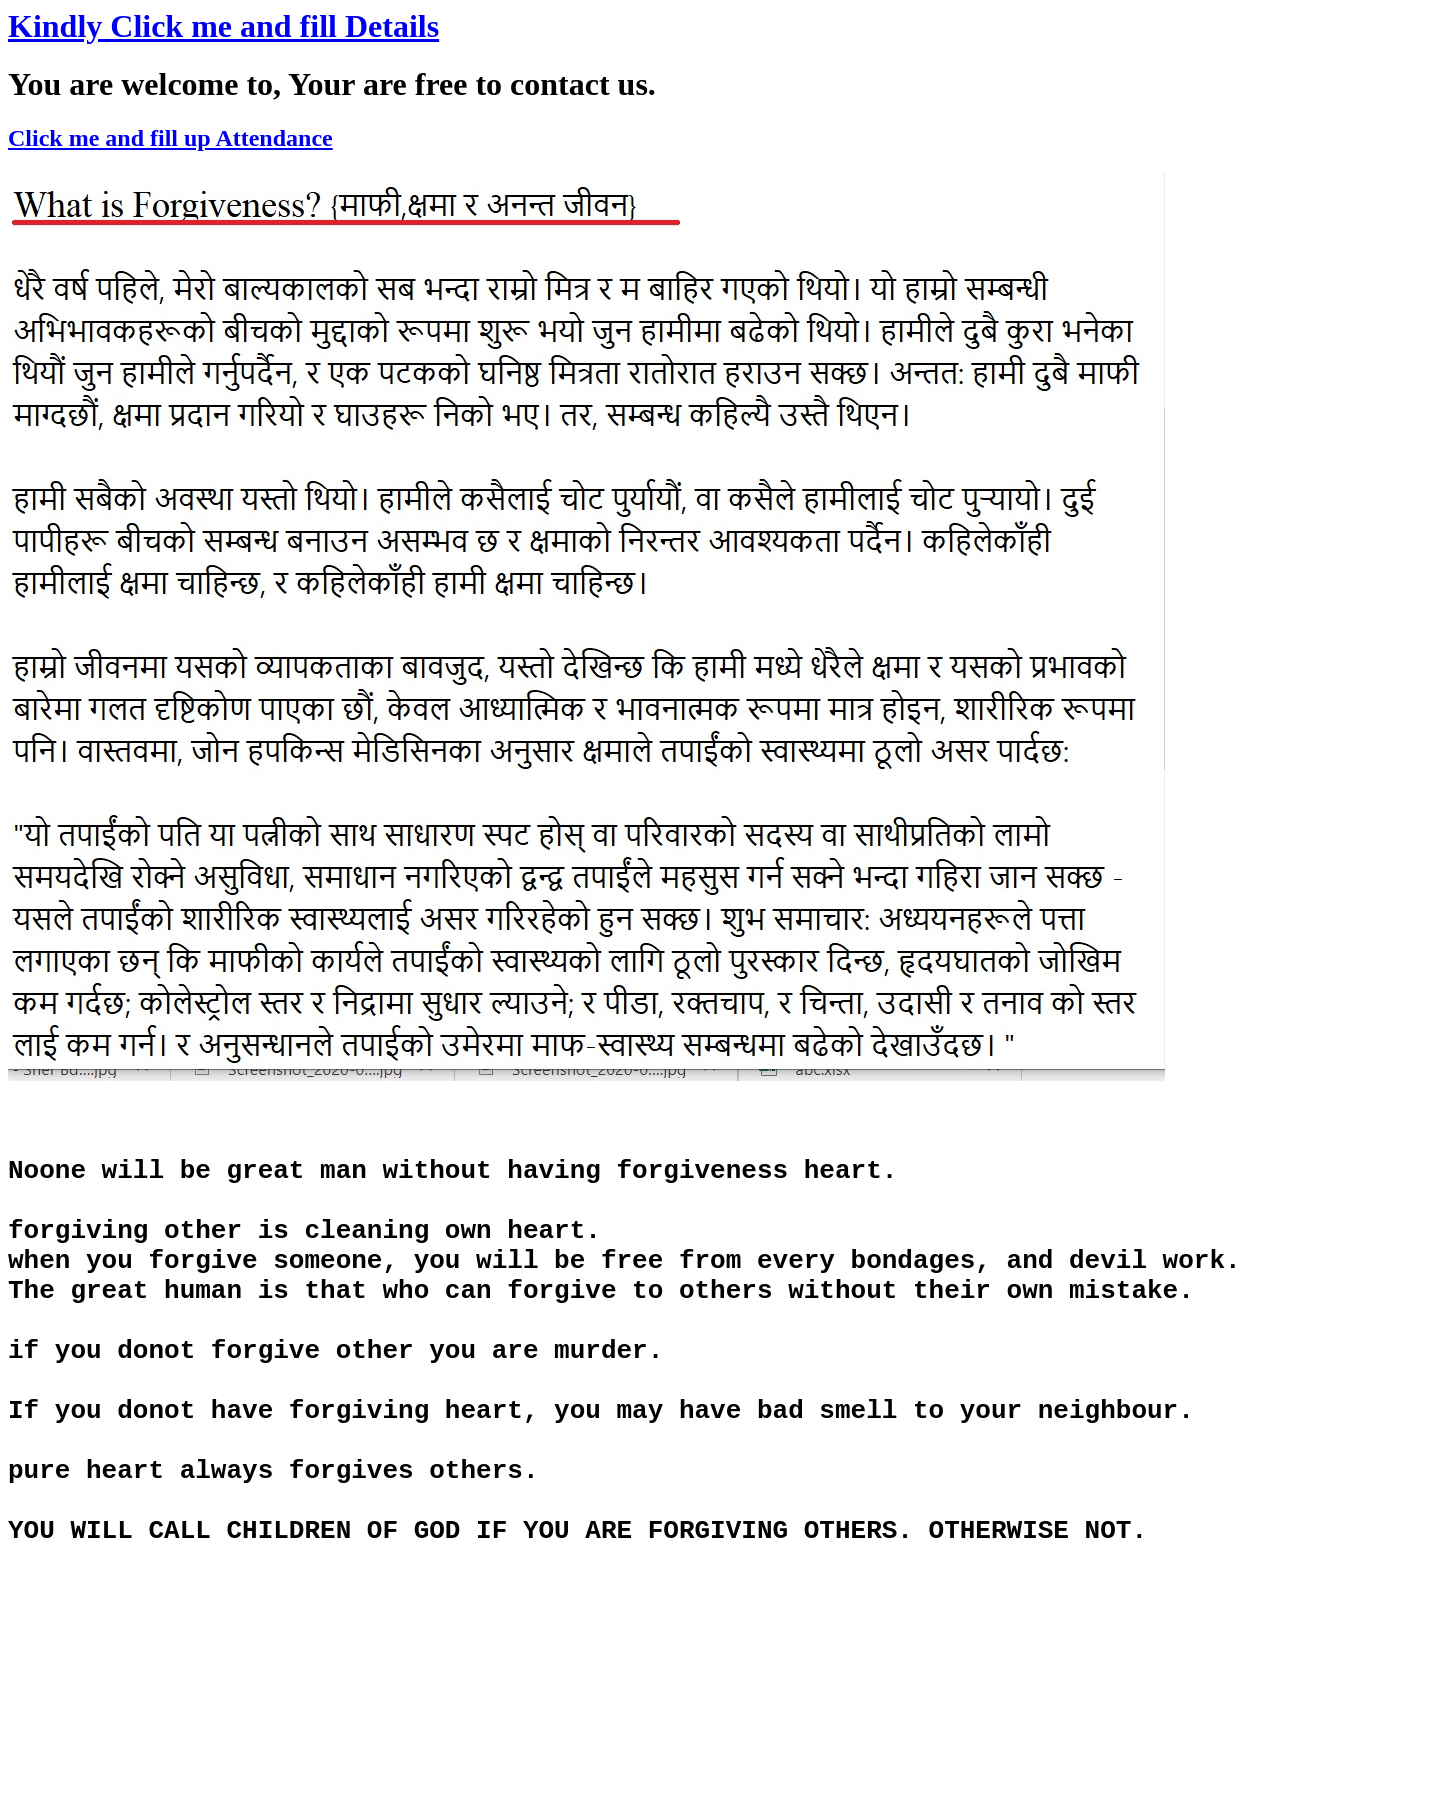 Kindly Click me and fill Details
You are welcome to, Your are free to contact us.
Click me and fill up Attendance
What is Forgiveness? {माफी,क्षमा र अनन्त जीवन}
धेरै वर्ष पहिले, मेरो बाल्यकालको सब भन्दा राम्रो मित्र र म बाहिर गएको थियो। यो हाम्रो सम्बन्धी
अभिभावकहरूको बीचको मुद्दाको रूपमा शुरू भयो जुन हामीमा बढेको थियो। हामीले दुबै कुरा भनेका
थियौं जुन हामीले गर्नुपर्दैन, र एक पटकको घनिष्ठ मित्रता रातोरात हराउन सक्छ। अन्तत: हामी दुबै माफी
माग्दछौं, क्षमा प्रदान गरियो र घाउहरू निको भए। तर, सम्बन्ध कहिल्यै उस्तै थिएन।
हामी सबैको अवस्था यस्तो थियो। हामीले कसैलाई चोट पुर्यायौं, वा कसैले हामीलाई चोट पुर्‍यायो। दुई
पापीहरू बीचको सम्बन्ध बनाउन असम्भव छ र क्षमाको निरन्तर आवश्यकता पर्दैन। कहिलेकाँही
हामीलाई क्षमा चाहिन्छ, र कहिलेकाँही हामी क्षमा चाहिन्छ।
हाम्रो जीवनमा यसको व्यापकताका बावजुद, यस्तो देखिन्छ कि हामी मध्ये धेरैले क्षमा र यसको प्रभावको
बारेमा गलत दृष्टिकोण पाएका छौं, केवल आध्यात्मिक र भावनात्मक रूपमा मात्र होइन, शारीरिक रूपमा
पनि। वास्तवमा, जोन हपकिन्स मेडिसिनका अनुसार क्षमाले तपाईंको स्वास्थ्यमा ठूलो असर पार्दछ:
"यो तपाईंको पति या पत्नीको साथ साधारण स्पट होस् वा परिवारको सदस्य वा साथीप्रतिको लामो
समयदेखि रोक्ने असुविधा, समाधान नगरिएको द्वन्द्व तपाईंले महसुस गर्न सक्ने भन्दा गहिरा जान सक्छ -
यसले तपाईंको शारीरिक स्वास्थ्यलाई असर गरिरहेको हुन सक्छ। शुभ समाचार: अध्ययनहरूले पत्ता
लगाएका छन् कि माफीको कार्यले तपाईंको स्वास्थ्यको लागि ठूलो पुरस्कार दिन्छ, हृदयघातको जोखिम
कम गर्दछ; कोलेस्ट्रोल स्तर र निद्रामा सुधार ल्याउने; र पीडा, रक्तचाप, र चिन्ता, उदासी र तनाव को स्तर
लाई कम गर्न। र अनुसन्धानले तपाईको उमेरमा माफ-स्वास्थ्य सम्बन्धमा बढेको देखाउँदछ। "
Sher Bd....jpg Screenshot_2020-0....jpg Screenshot_2020-0....jpg abc.xlsx
Noone will be great man without having forgiveness heart.
forgiving other is cleaning own heart.
when you forgive someone, you will be free from every bondages, and devil work.
The great human is that who can forgive to others without their own mistake.
if you donot forgive other you are murder.
If you donot have forgiving heart, you may have bad smell to your neighbour.
pure heart always forgives others.
YOU WILL CALL CHILDREN OF GOD IF YOU ARE FORGIVING OTHERS. OTHERWISE NOT.